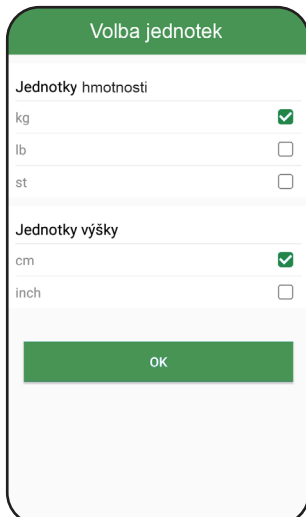 Volba jednotek
Jednotky hmotnosti
kg
lb
st
Jednotky výšky
cm
inch
OK